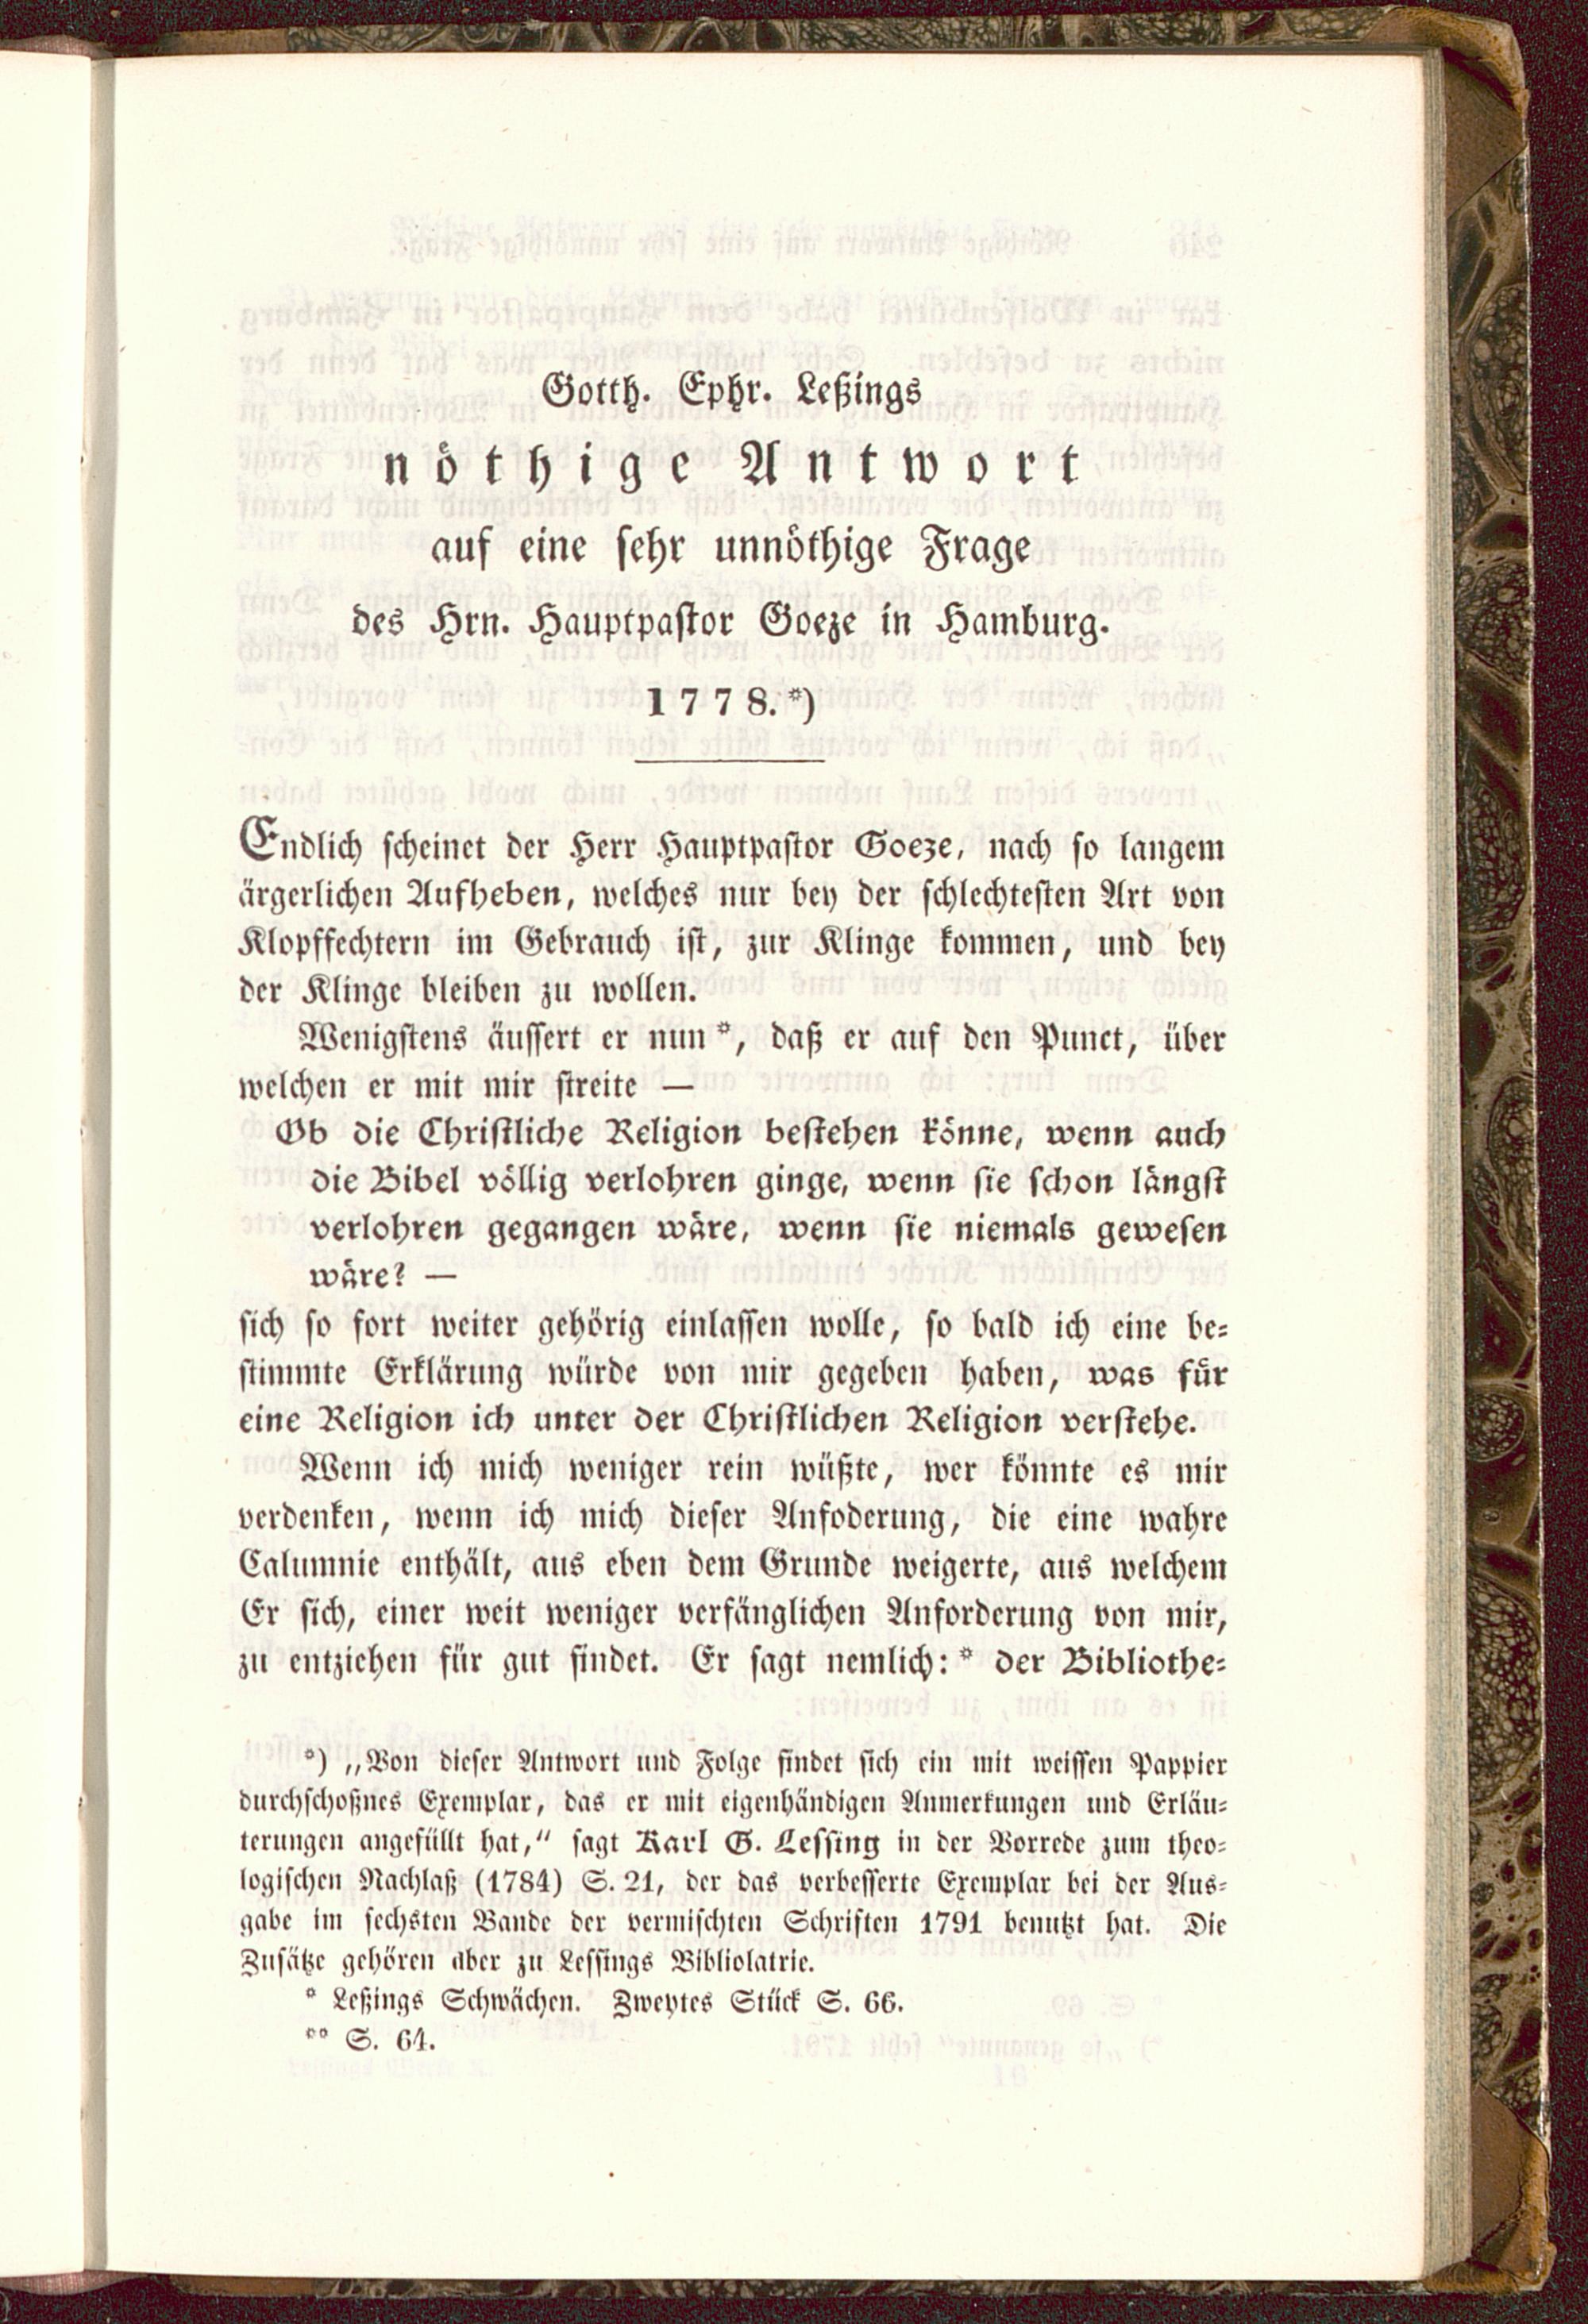 Gotth. Ephr. Leßings
nöthige Antwort
auf eine sehr unnöthige Frage
des Hrn. Hauptpastor Goeze in Hamburg.
1778.*)
Endlich scheinet der Herr Hauptpastor Goeze, nach so langem
ärgerlichen Aufheben, welches nur bey der schlechtesten Art von
Klopffechtern im Gebrauch ist, zur Klinge kommen, und bey
der Klinge bleiben zu wollen.
Wenigstens äussert er nun*, daß er auf den Punct, über
welchen er mit mir streite —
Ob die Christliche Religion bestehen könne, wenn auch
die Bibel völlig verlohren ginge, wenn sie schon längst
verlohren gegangen wäre, wenn sie niemals gewesen
wäre? —
sich so fort weiter gehörig einlassen wolle, so bald ich eine be-
stimmte Erklärung würde von mir gegeben haben, was für
eine Religion ich unter der Christlichen Religion verstehe.
Wenn ich mich weniger rein wüßte, wer könnte es mir
verdenken, wenn ich mich dieser Anfoderung, die eine wahre
Calumnie enthält, aus eben dem Grunde weigerte, aus welchem
Er sich, einer weit weniger verfänglichen Anforderung von mir,
zu entziehen für gut findet. Er sagt nemlich:* der Bibliothe-
*) „Von dieser Antwort und Folge findet sich ein mit weissen Pappier
durchschoßnes Exemplar, das er mit eigenhändigen Anmerkungen und Erläu-
terungen angefüllt hat,“ sagt Karl G. Lessing in der Vorrede zum theo-
logischen Nachlaß (1784) S. 21, der das verbesserte Exemplar bei der Aus-
gabe im sechsten Bande der vermischten Schriften 1791 benutzt hat. Die
Zusätze gehören aber zu Lessings Bibliolatrie.
* Leßings Schwächen. Zweytes Stück S. 66.
** S. 64.